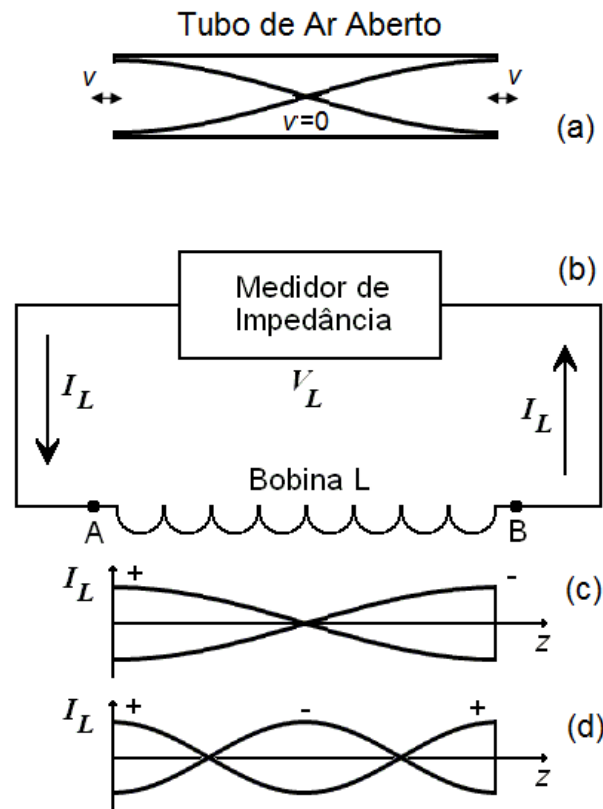 Tubo de Ar Aberto
v v
v=0
(a)
(b)
Medidor de
Impedância
V_L
I_L I_L
Bobina L
A B
I_L + - (c)
z
I_L + - + (d)
z